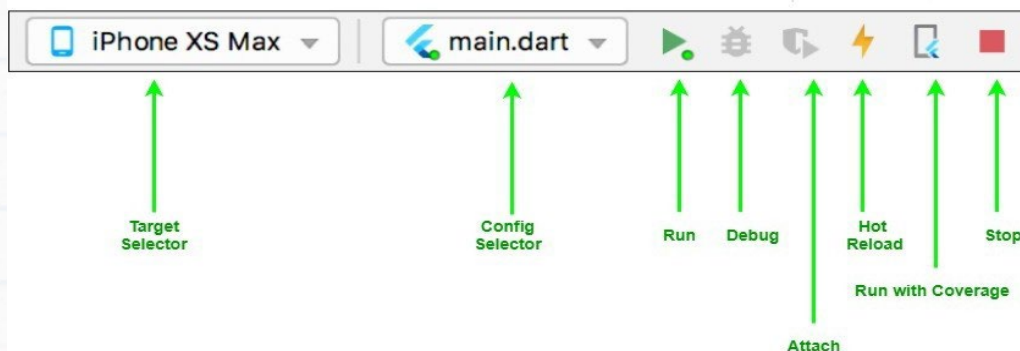 iPhone XS Max
main.dart
Target
Selector
Config
Selector
Run
Debug
Hot
Reload
Stop
Run with Coverage
Attach